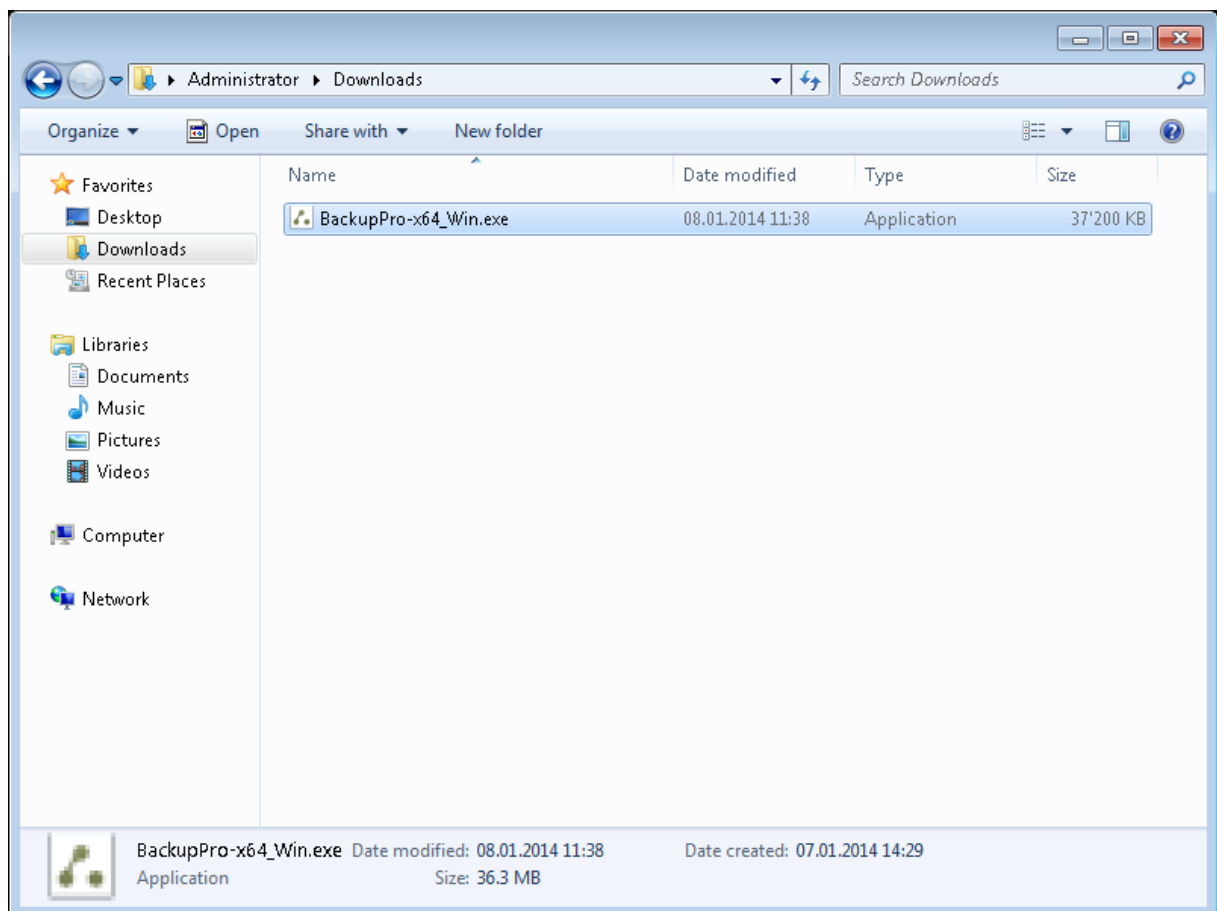 Administrator Downloads Search Downloads
Organize Open Share with New folder
Favorites
Desktop
Downloads
Recent Places
Libraries
Documents
Music
Pictures
Videos
Computer
Network
Name Date modified Type Size
BackupPro-x64_Win.exe 08.01.2014 11:38 Application 37'200 KB
BackupPro-x64_Win.exe Date modified: 08.01.2014 11:38 Date created: 07.01.2014 14:29
Application Size: 36.3 MB